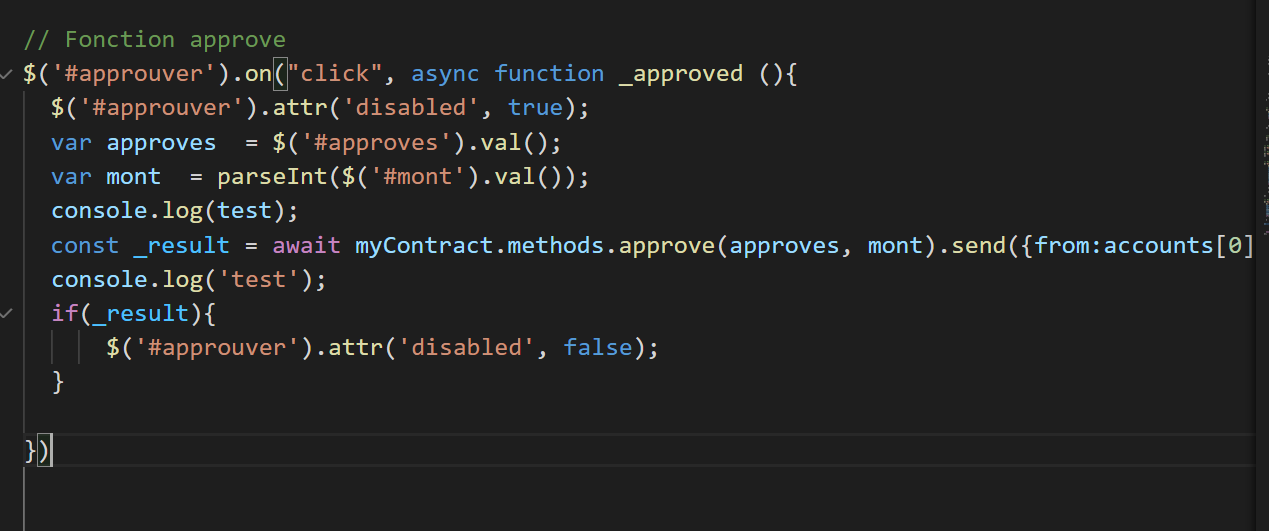 // Fonction approve
$('#approuver').on("click", async function _approved (){
$('#approuver').attr('disabled', true);
var approves  = $('#approves').val();
var mont  = parseInt($('#mont').val());
console.log(test);
const _result = await myContract.methods.approve(approves, mont).send({from:accounts[0]
console.log('test');
if(_result){
$('#approuver').attr('disabled', false);
}
})